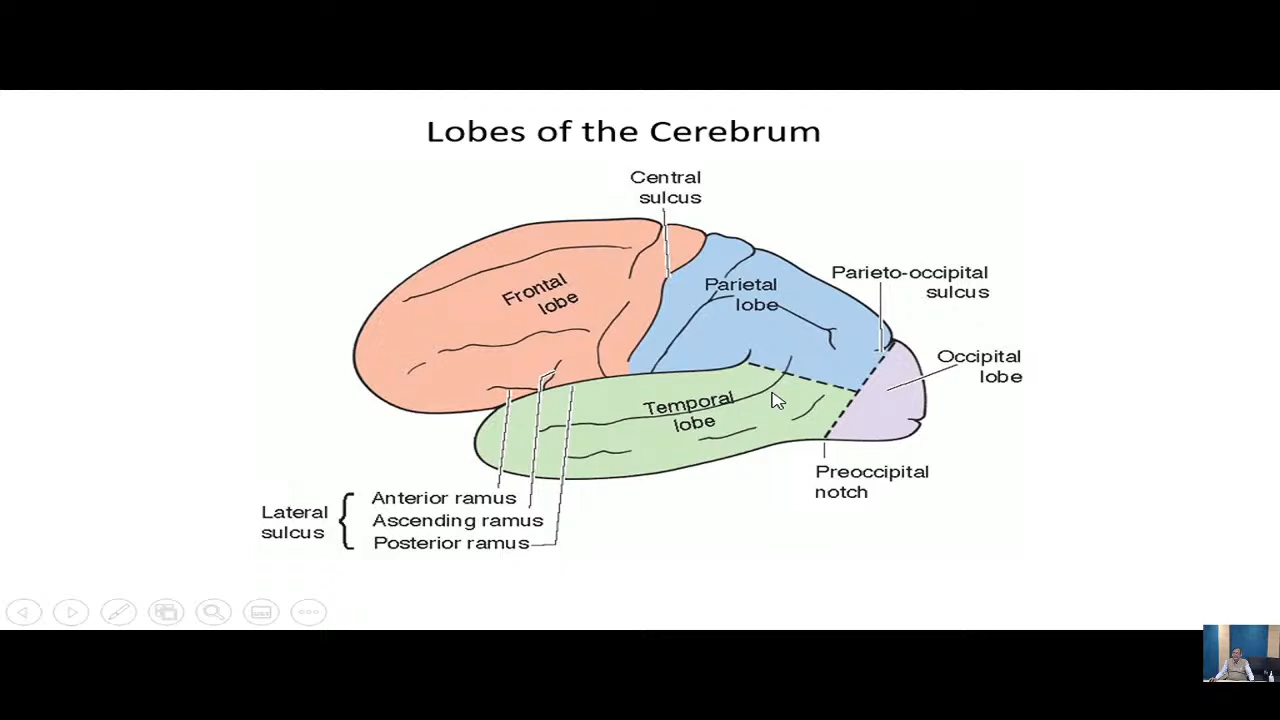 Lobes of the Cerebrum
Central
sulcus
Frontal
lobe
Parietal
lobe
Parieto-occipital
sulcus
Occipital
lobe
Temporal
lobe
Preoccipital
notch
Lateral
sulcus
Anterior ramus
Ascending ramus
Posterior ramus